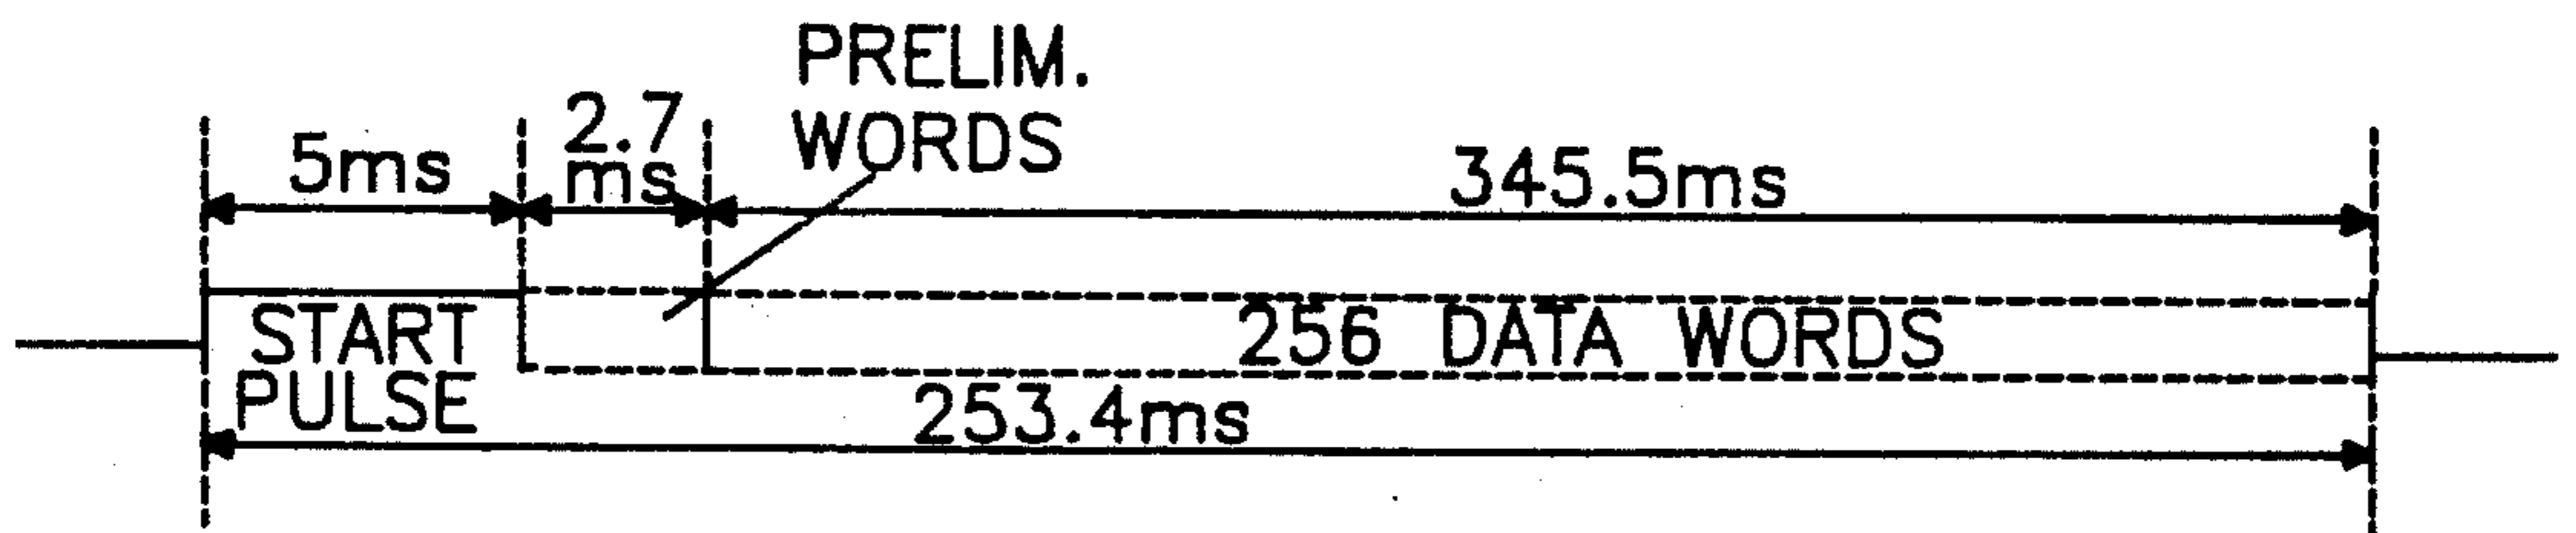 PRELIM.
WORDS
5ms
2.7
ms
345.5ms
START
PULSE
256 DATA WORDS
253.4ms